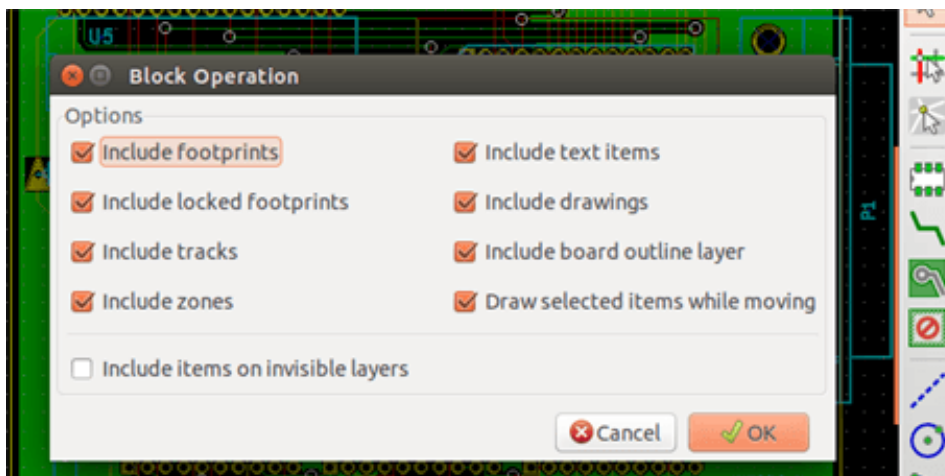 U5
Block Operation
Options
Include footprints
Include text items
Include locked footprints
Include drawings
Include tracks
Include board outline layer
Include zones
Draw selected items while moving
Include items on invisible layers
Cancel
OK
P1